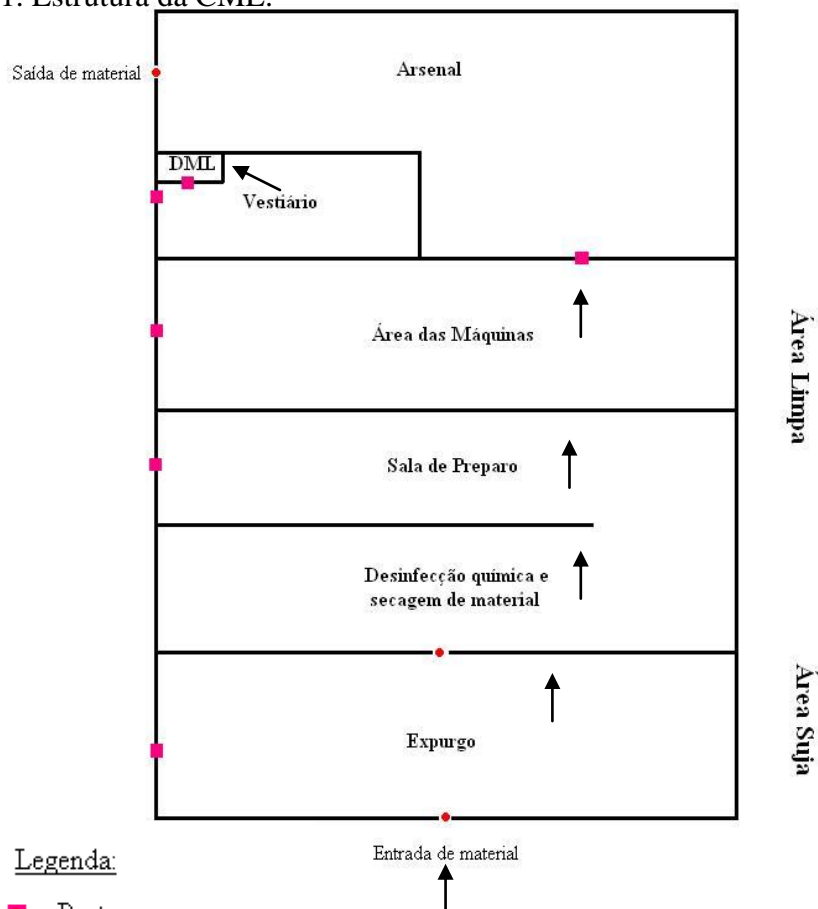 Saída de material
Arsenal
DML
Vestiário
Área das Máquinas
Área Limpa
Sala de Preparo
Desinfecção química e
secagem de material
Área Suja
Expurgo
Entrada de material
Legenda: